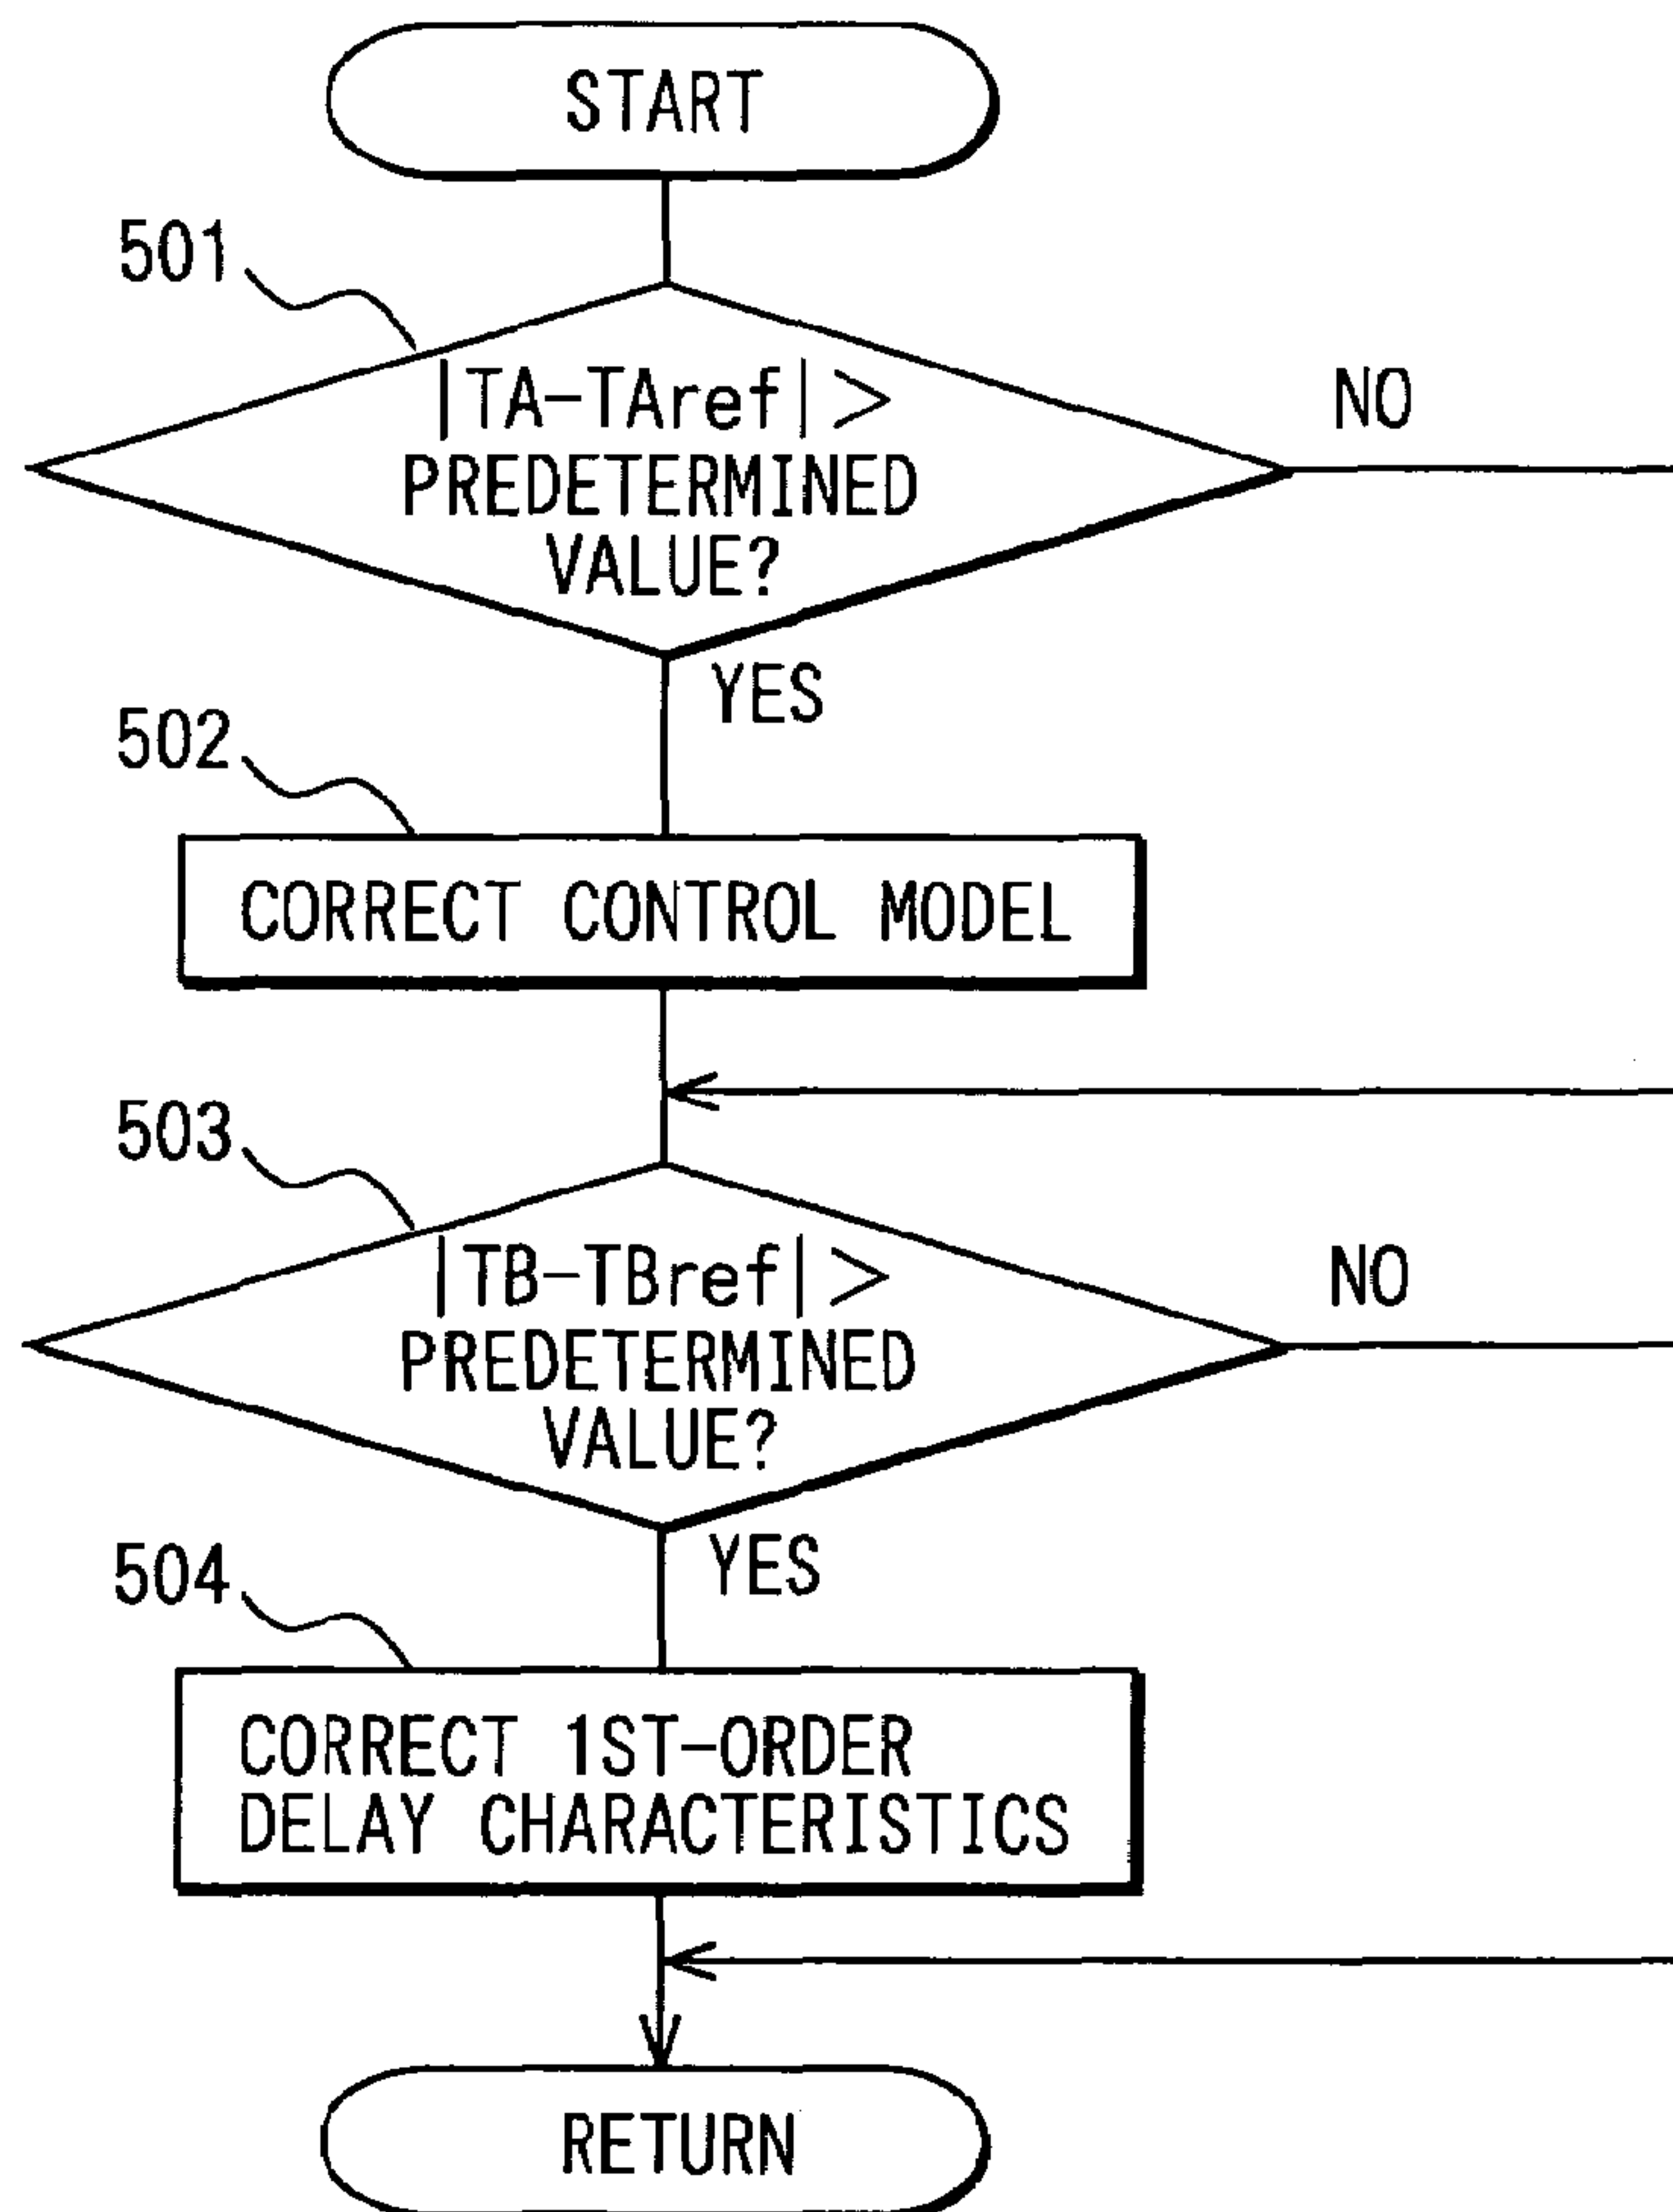 START
501
|TA-TAref|>
PREDETERMINED
VALUE?
NO
YES
502
CORRECT CONTROL MODEL
503
|TB-TBref|>
PREDETERMINED
VALUE?
NO
YES
504
CORRECT 1ST-ORDER
DELAY CHARACTERISTICS
RETURN